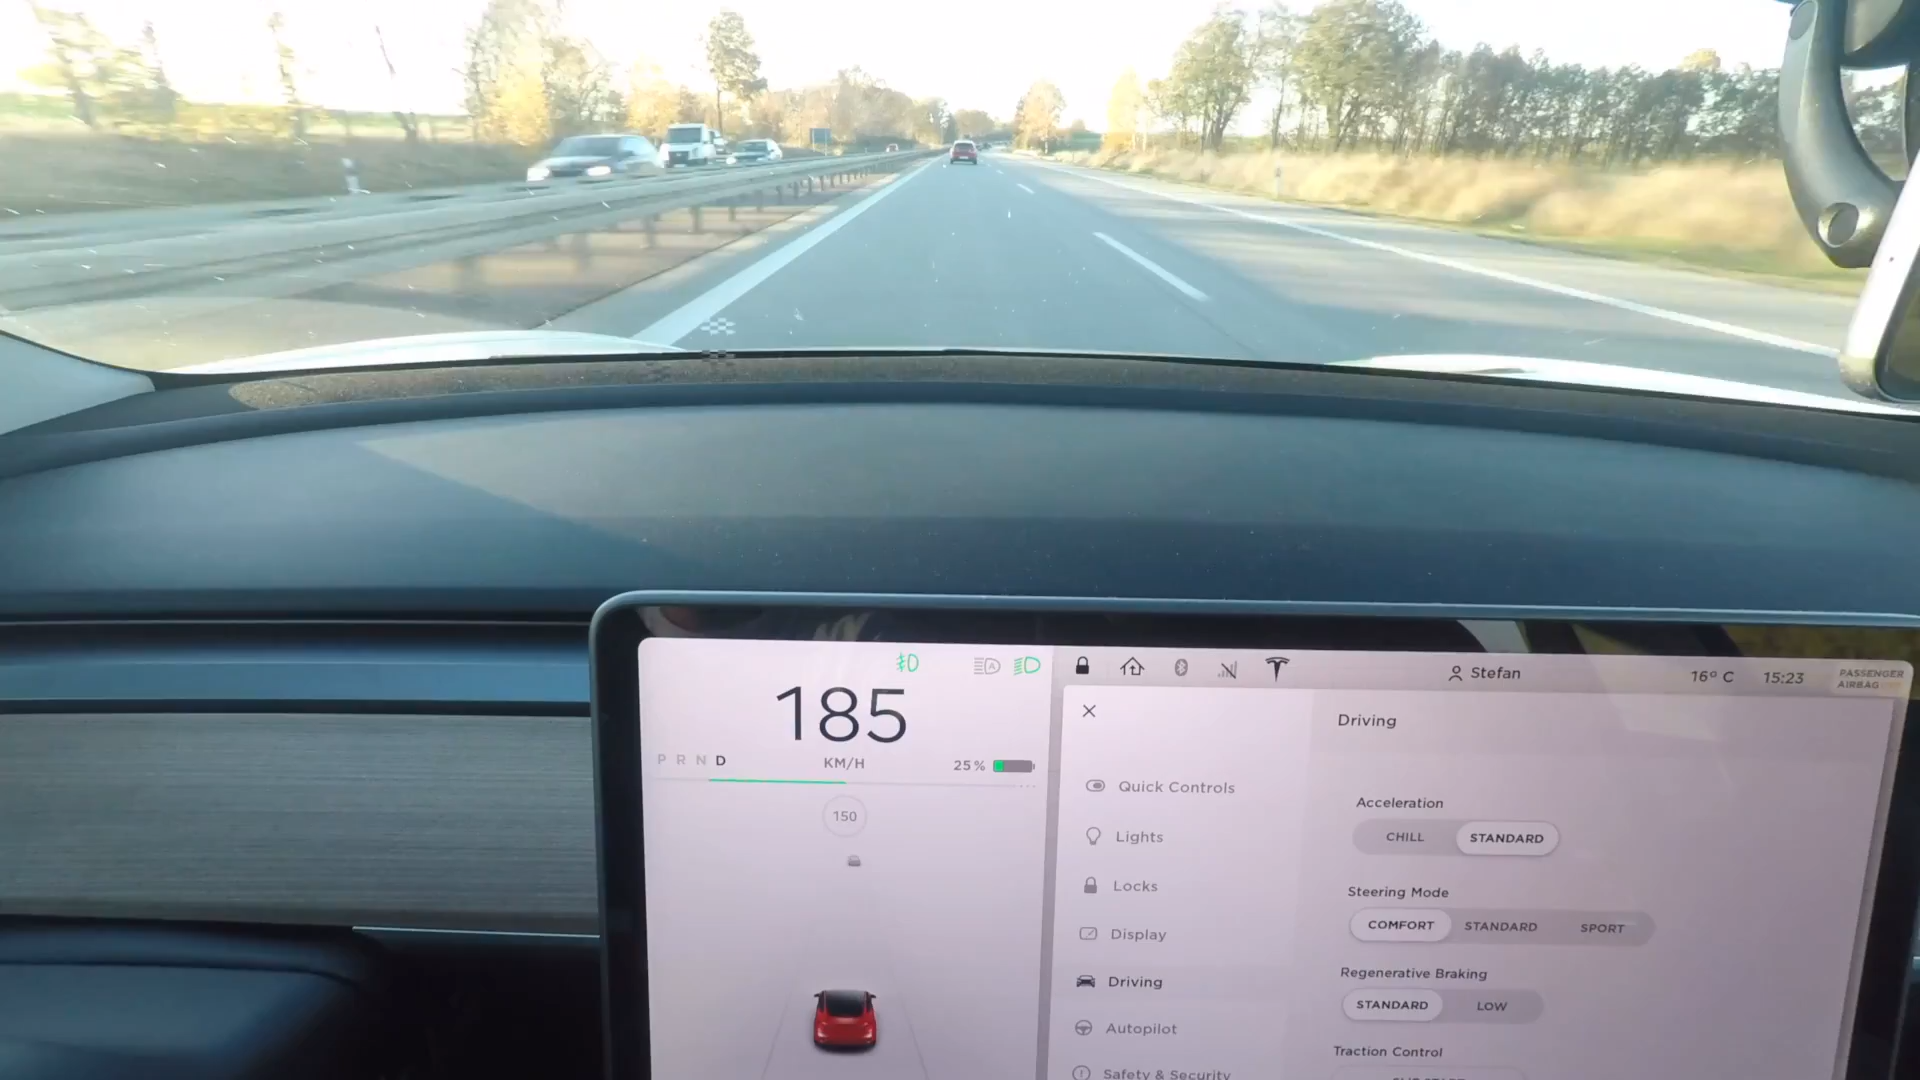 185
P R N D
KM/H
25 %
150
Stefan
16° C
15:23
PASSENGER
AIRBAG
Driving
Quick Controls
Lights
Locks
Display
Driving
Autopilot
Safety & Security
Acceleration
CHILL STANDARD
Steering Mode
COMFORT STANDARD SPORT
Regenerative Braking
STANDARD LOW
Traction Control